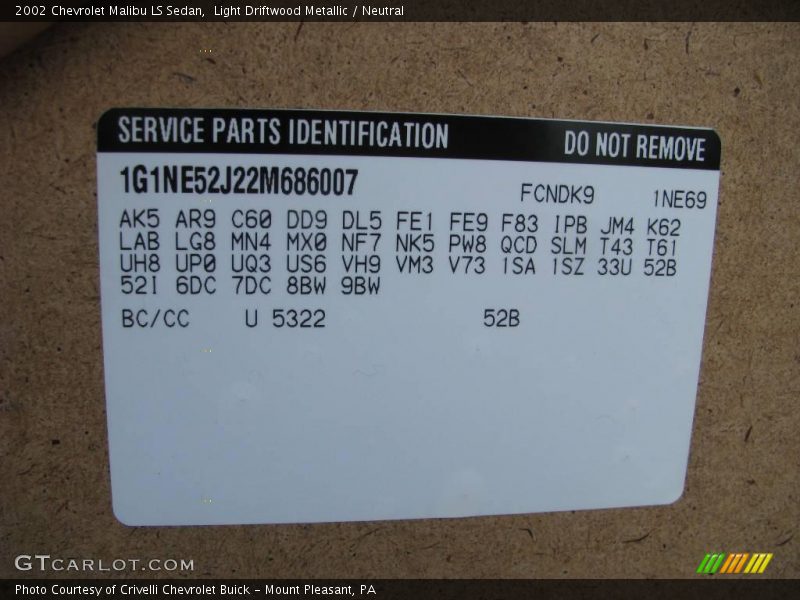 2002 Chevrolet Malibu LS Sedan,  Light Driftwood Metallic / Neutral
SERVICE PARTS IDENTIFICATION DO NOT REMOVE
1G1NE52J22M686007 FCNDK9 1NE69
AK5 AR9 C60 DD9 DL5 FE1 FE9 F83 IPB JM4 K62
LAB LG8 MN4 MX0 NF7 NK5 PW8 QCD SLM T43 T61
UH8 UP0 UQ3 US6 VH9 VM3 V73 1SA 1SZ 33U 52B
52I 6DC 7DC 8BW 9BW
BC/CC U 5322 52B
GTCARLOT.COM
Photo Courtesy of Crivelli Chevrolet Buick - Mount Pleasant, PA